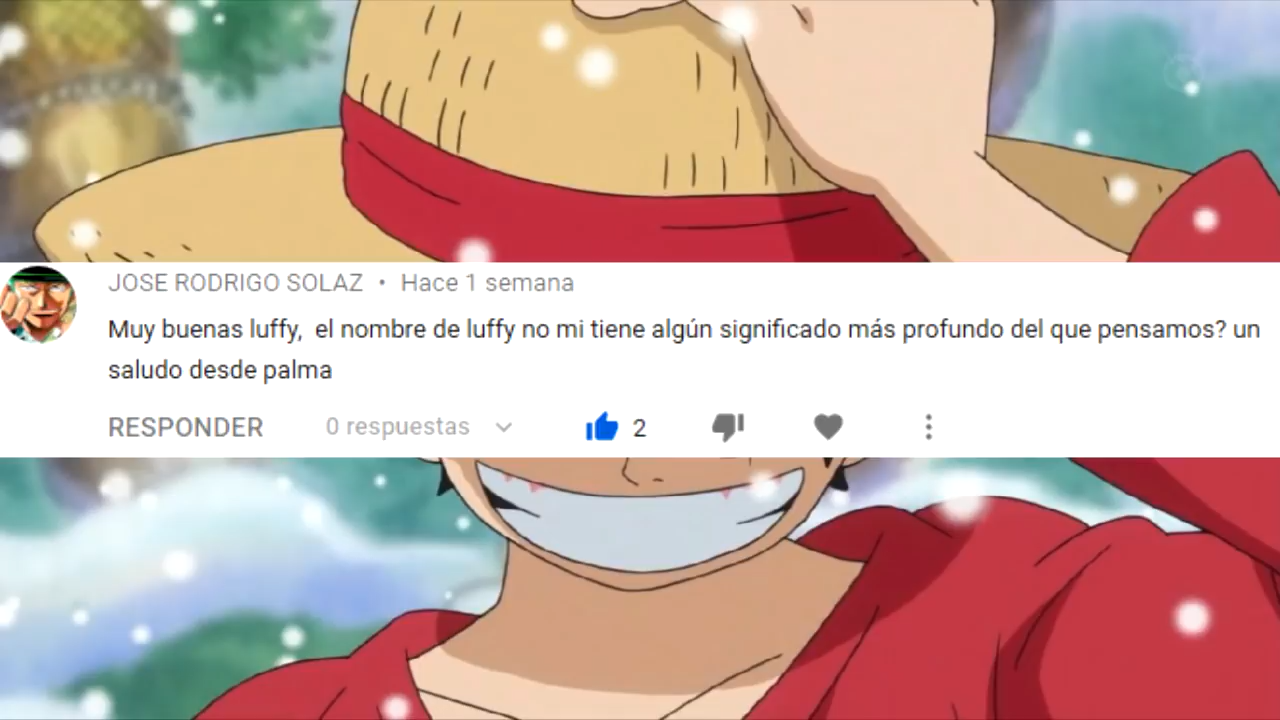 JOSE RODRIGO SOLAZ • Hace 1 semana
Muy buenas luffy,  el nombre de luffy no mi tiene algún significado más profundo del que pensamos? un
saludo desde palma
RESPONDER 0 respuestas 2